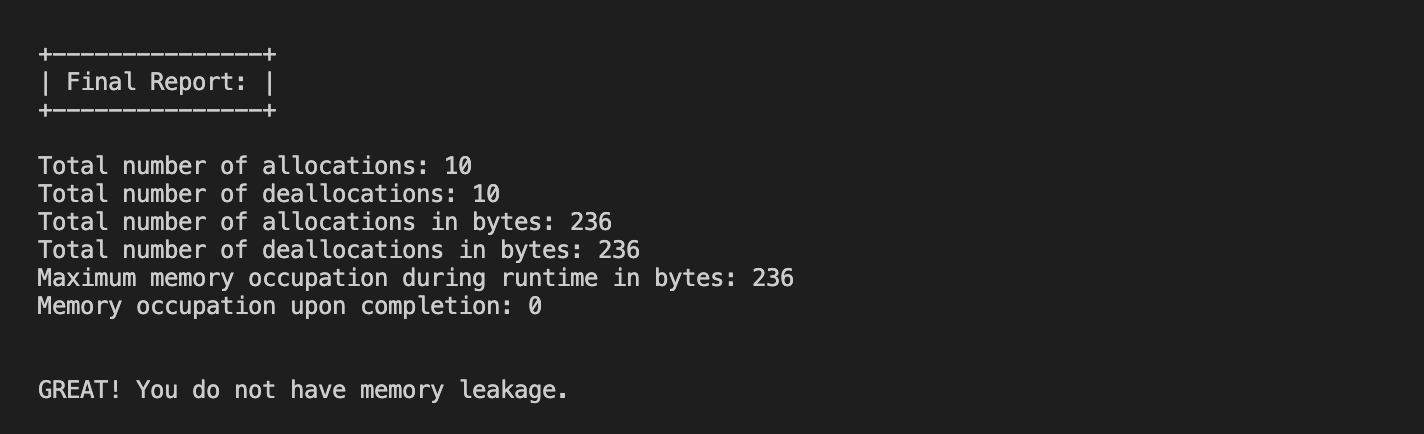 +---------------+
| Final Report: |
+---------------+
Total number of allocations: 10
Total number of deallocations: 10
Total number of allocations in bytes: 236
Total number of deallocations in bytes: 236
Maximum memory occupation during runtime in bytes: 236
Memory occupation upon completion: 0
GREAT! You do not have memory leakage.